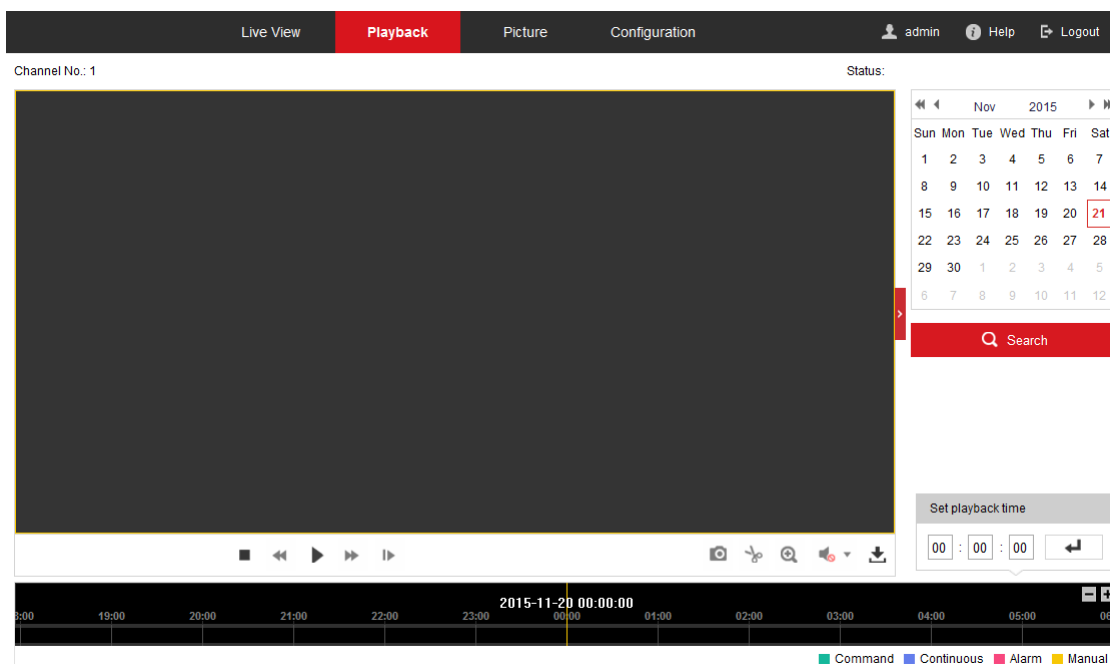 Live View Playback Picture Configuration admin Help Logout
Channel No.: 1 Status:
Nov 2015
Sun Mon Tue Wed Thu Fri Sat
1 2 3 4 5 6 7
8 9 10 11 12 13 14
15 16 17 18 19 20 21
22 23 24 25 26 27 28
29 30 1 2 3 4 5
6 7 8 9 10 11 12
Search
Set playback time
00 : 00 : 00
2015-11-20 00:00:00
19:00 20:00 21:00 22:00 23:00 00:00 01:00 02:00 03:00 04:00 05:00
Command Continuous Alarm Manual